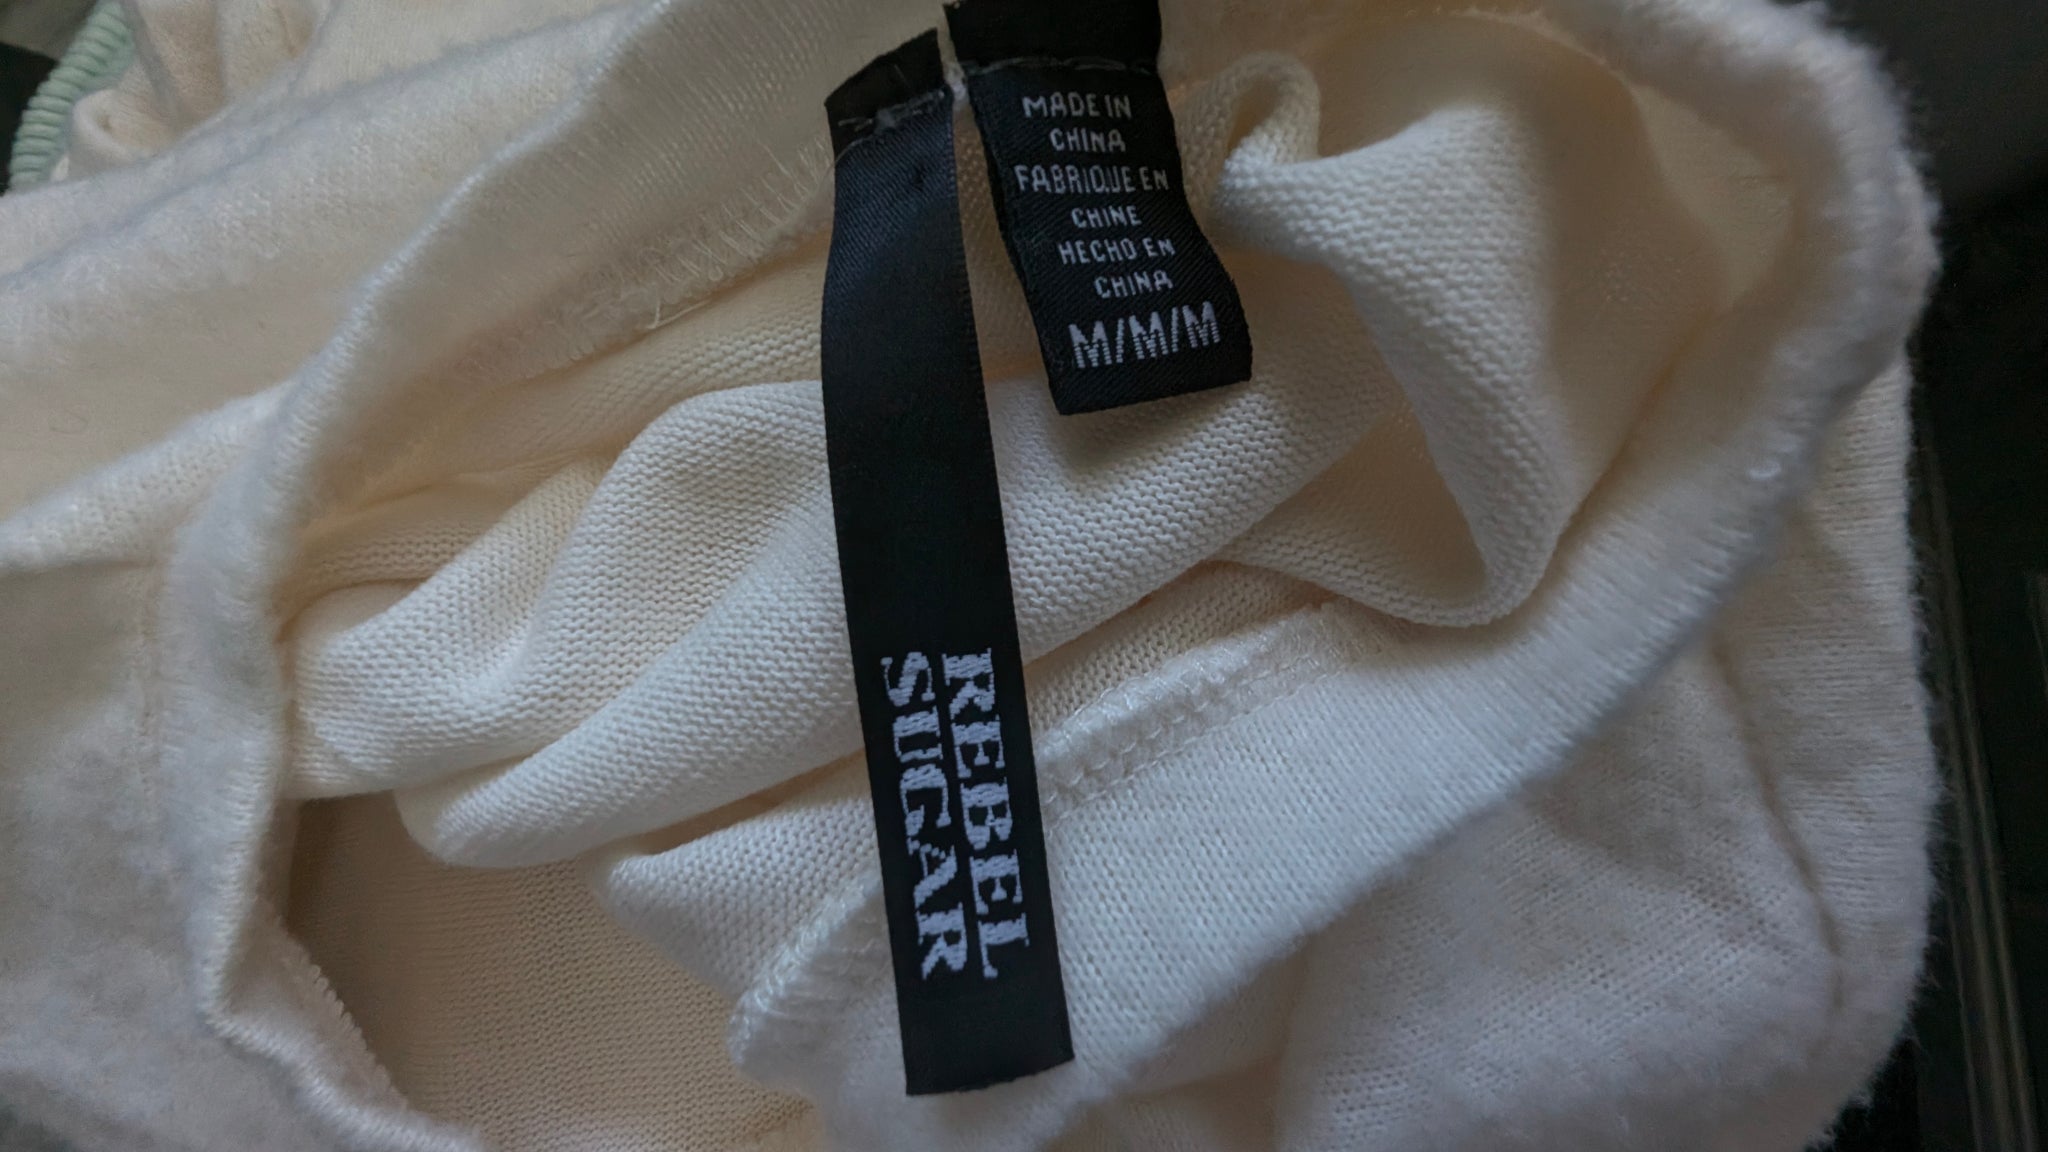 MADE IN
CHINA
FABRIQUE EN
CHINE
HECHO EN
CHINA
M/M/M
REBEL
SUGAR